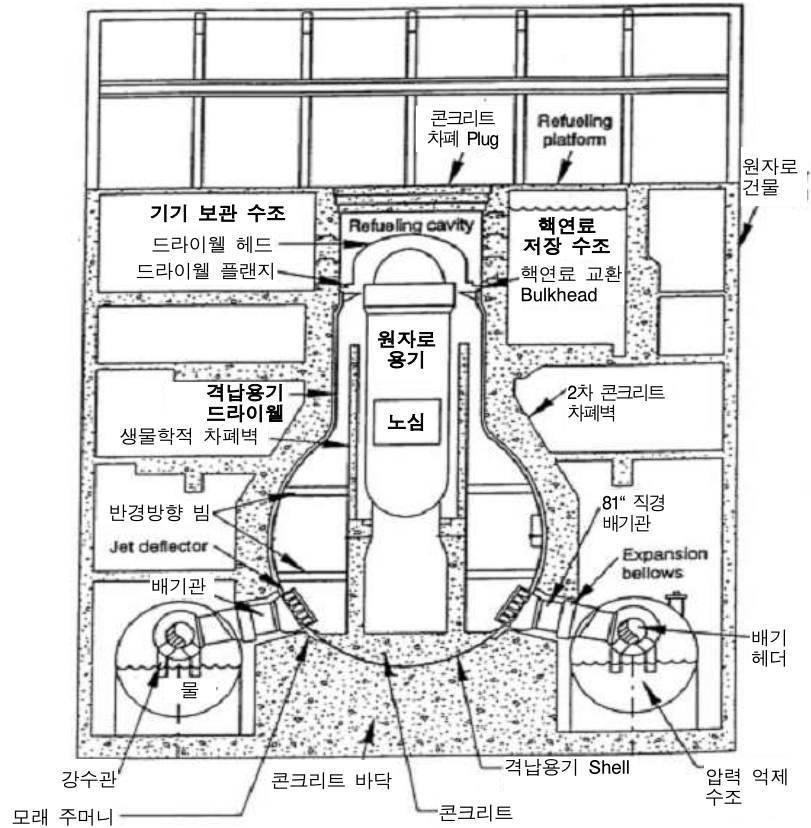 콘크리트
차폐 Plug
Refueling
platform
원자로
건물
기기 보관 수조
Refueling cavity
핵연료
저장 수조
드라이웰 헤드
드라이웰 플랜지
핵연료 교환
Bulkhead
원자로
용기
격납용기
드라이웰
2차 콘크리트
차폐벽
노심
생물학적 차폐벽
81“ 직경
배기관
반경방향 빔
Jet deflector
Expansion
bellows
배기관
배기
헤더
물
강수관
콘크리트 바닥
격납용기 Shell
압력 억제
수조
모래 주머니
콘크리트